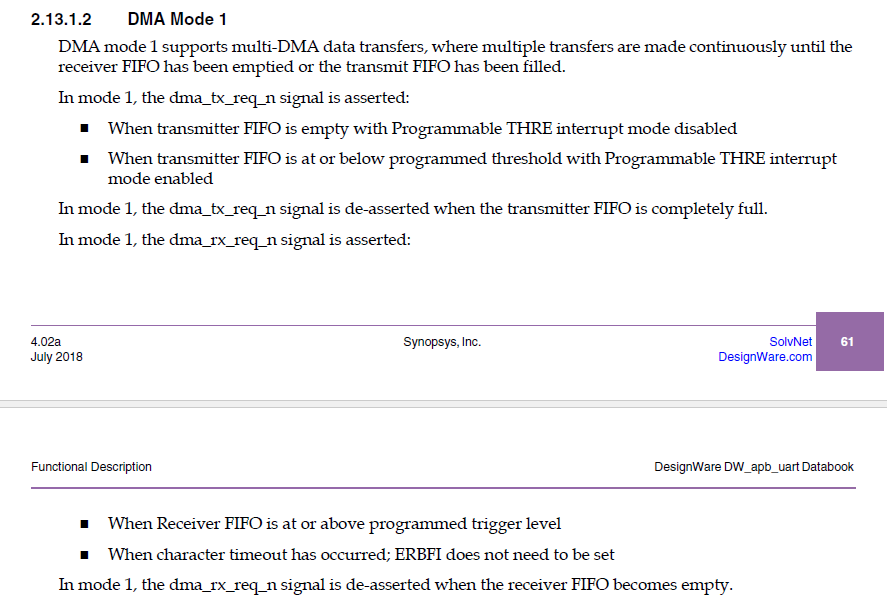 2.13.1.2 DMA Mode 1
DMA mode 1 supports multi-DMA data transfers, where multiple transfers are made continuously until the
receiver FIFO has been emptied or the transmit FIFO has been filled.
In mode 1, the dma_tx_req_n signal is asserted:
■ When transmitter FIFO is empty with Programmable THRE interrupt mode disabled
■ When transmitter FIFO is at or below programmed threshold with Programmable THRE interrupt
mode enabled
In mode 1, the dma_tx_req_n signal is de-asserted when the transmitter FIFO is completely full.
In mode 1, the dma_rx_req_n signal is asserted:
4.02a Synopsys, Inc. SolvNet 61
July 2018 DesignWare.com
Functional Description DesignWare DW_apb_uart Databook
■ When Receiver FIFO is at or above programmed trigger level
■ When character timeout has occurred; ERBFI does not need to be set
In mode 1, the dma_rx_req_n signal is de-asserted when the receiver FIFO becomes empty.